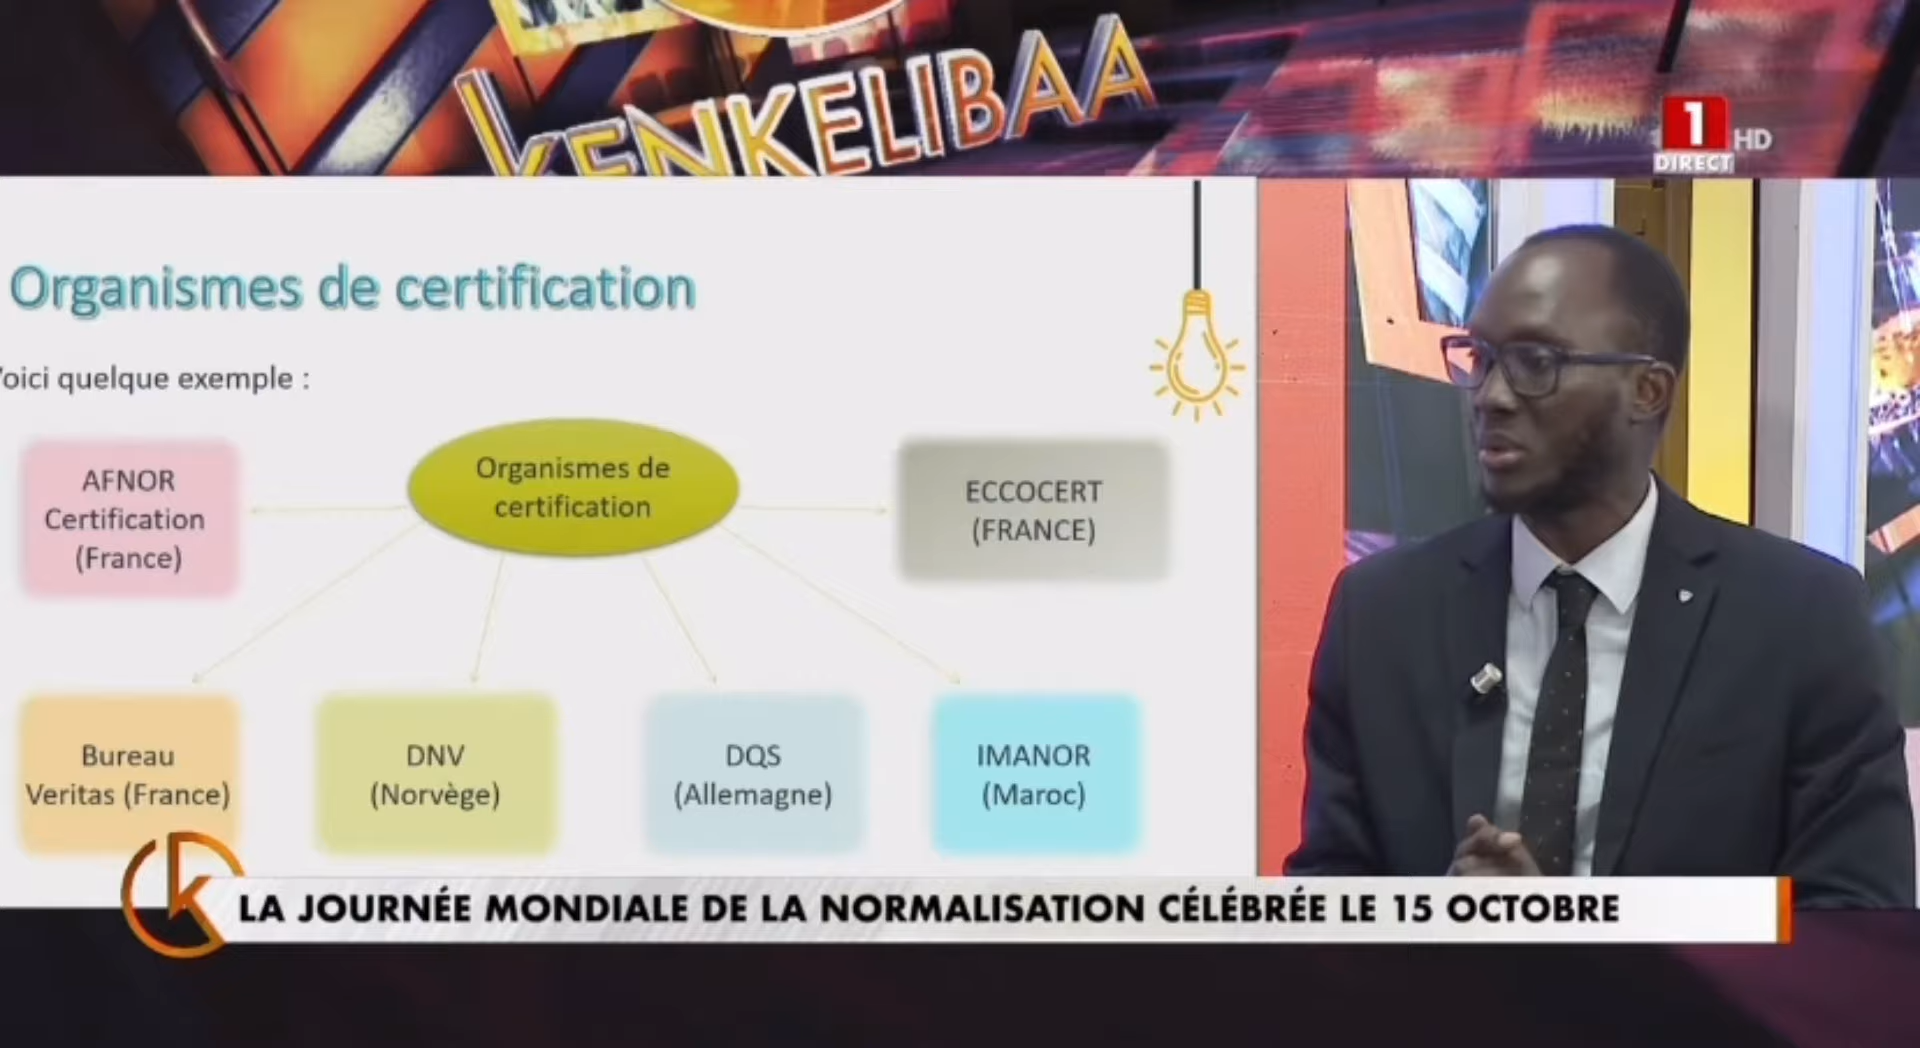 KENKELIBAA
1 HD
DIRECT
Organismes de certification
oici quelque exemple :
AFNOR
Certification
(France)
Organismes de
certification
ECCOCERT
(FRANCE)
Bureau
Veritas (France)
DNV
(Norvège)
DQS
(Allemagne)
IMANOR
(Maroc)
LA JOURNÉE MONDIALE DE LA NORMALISATION CÉLÉBRÉE LE 15 OCTOBRE